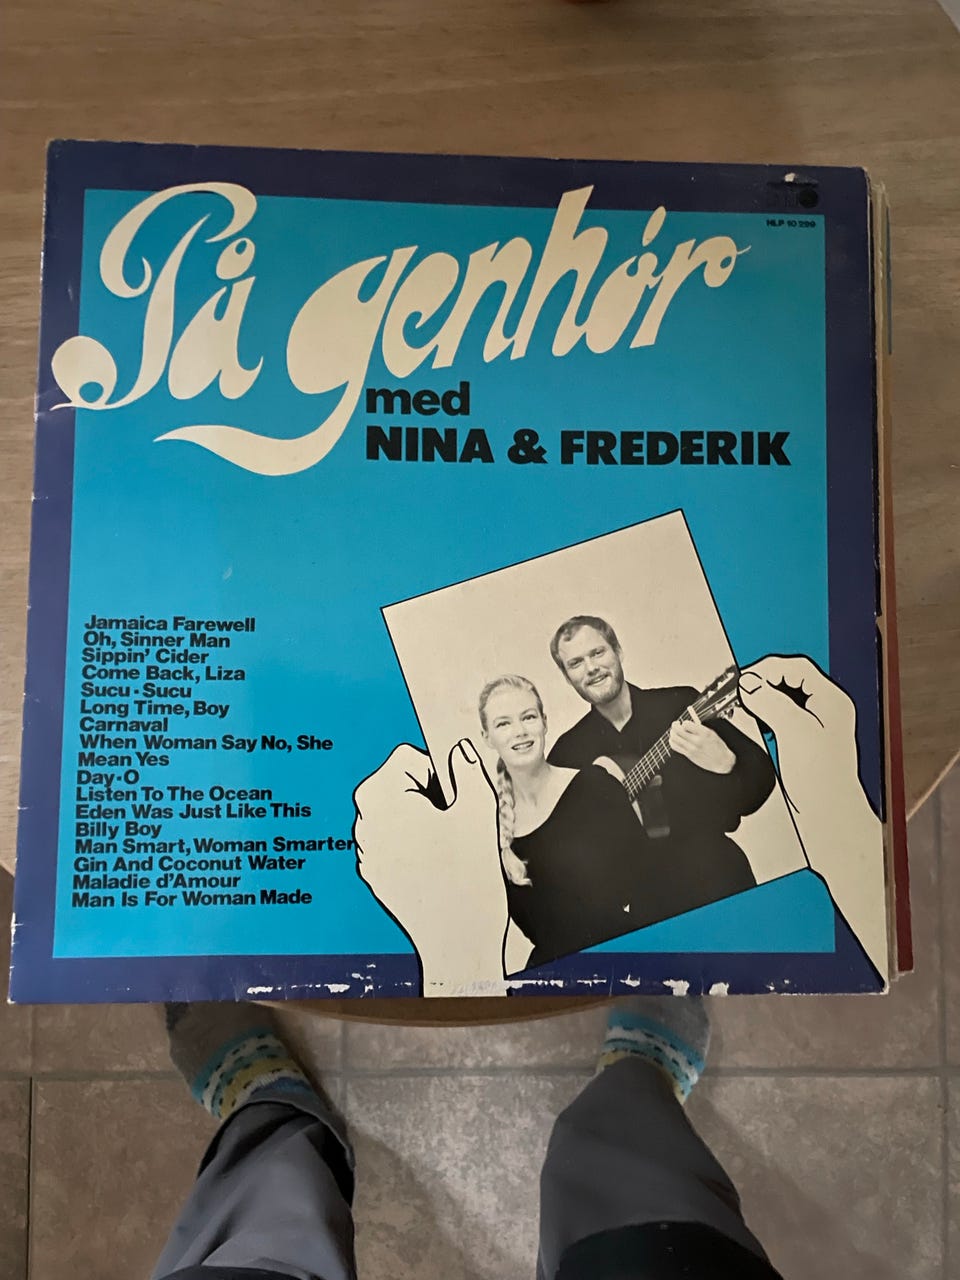 På genhør
HLP 10 299
med
NINA & FREDERIK
Jamaica Farewell
Oh, Sinner Man
Sippin' Cider
Come Back, Liza
Sucu-Sucu
Long Time, Boy
Carnaval
When Woman Say No, She
Mean Yes
Day-O
Listen To The Ocean
Eden Was Just Like This
Billy Boy
Man Smart, Woman Smarter
Gin And Coconut Water
Maladie d'Amour
Man Is For Woman Made